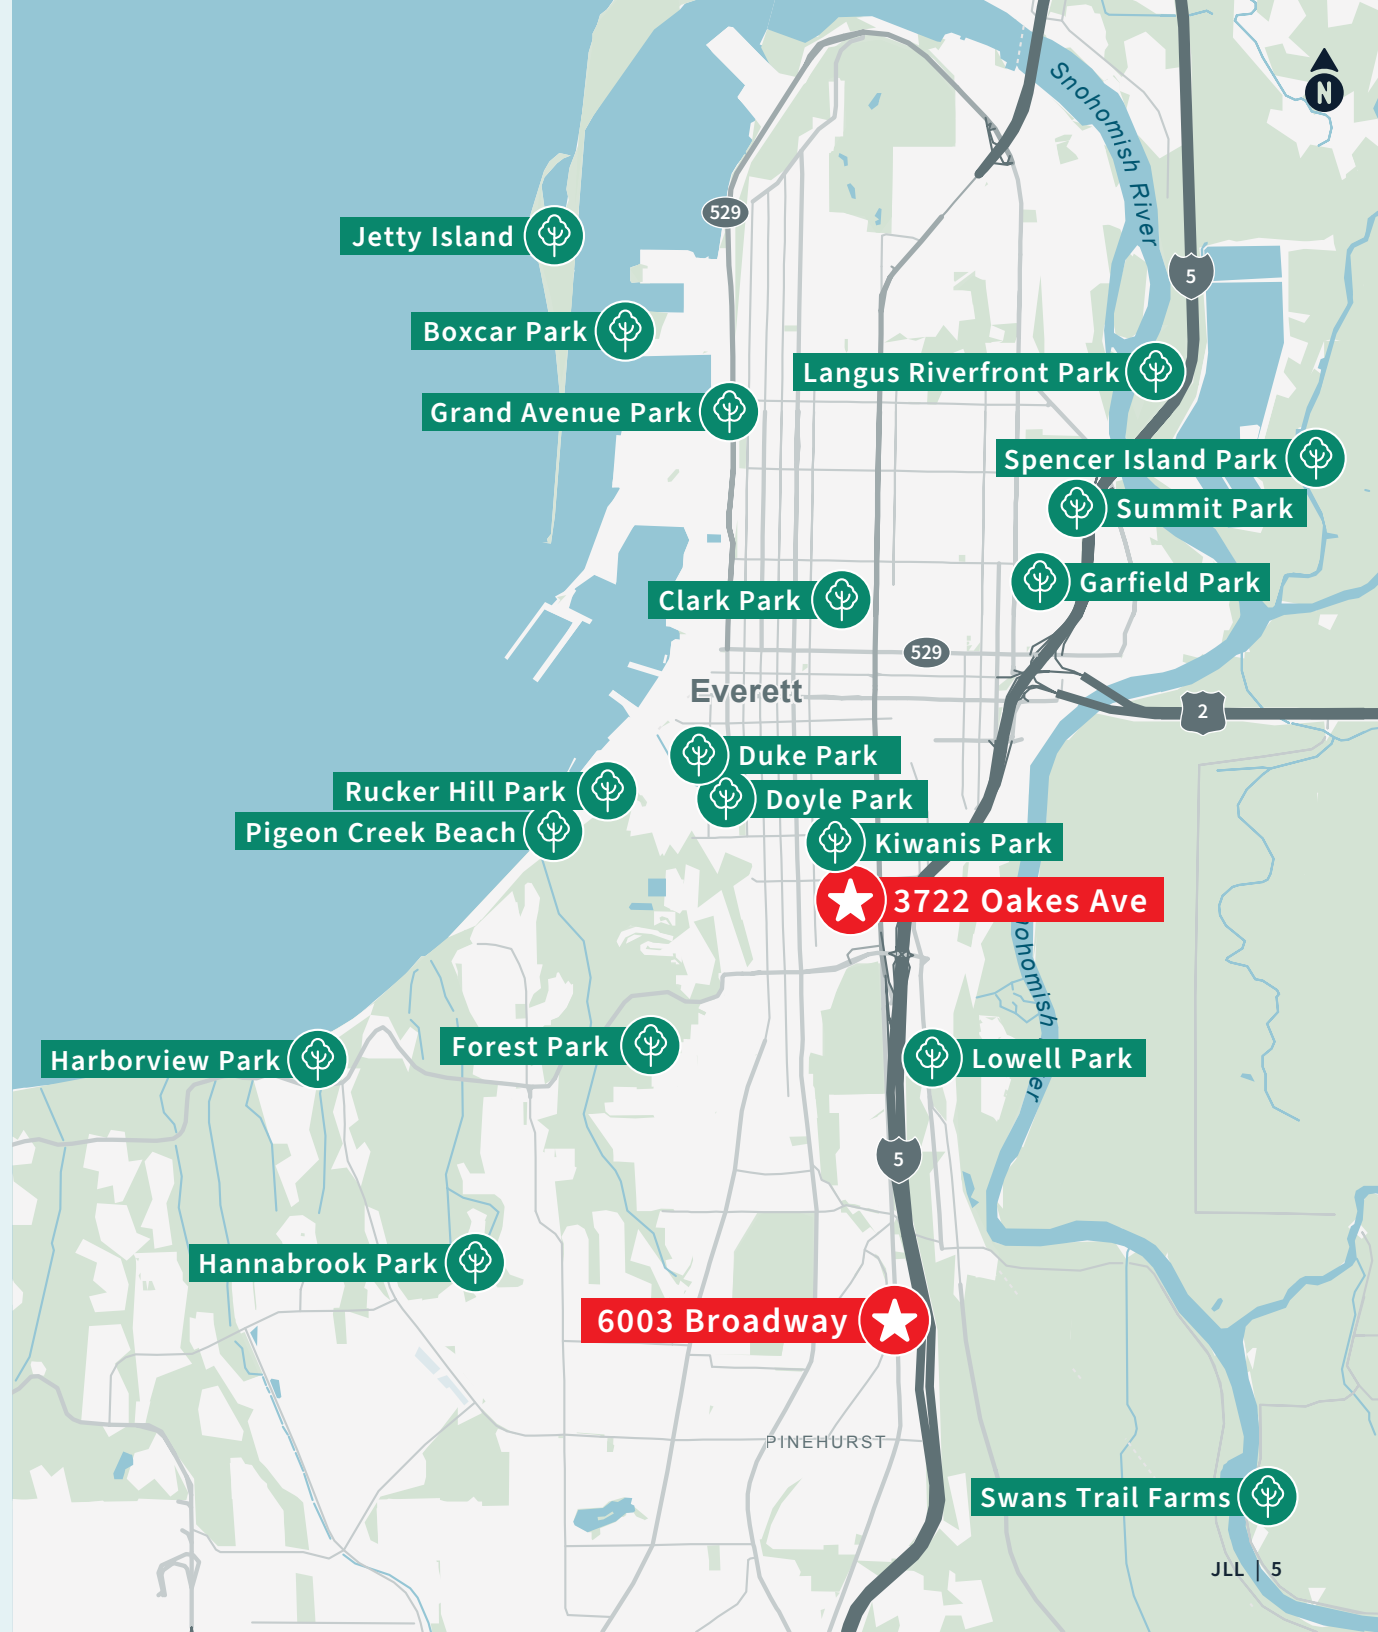 N
Snohomish River
529
Jetty Island
5
Boxcar Park
Langus Riverfront Park
Grand Avenue Park
Spencer Island Park
Summit Park
Garfield Park
Clark Park
529
Everett
2
Duke Park
Rucker Hill Park
Doyle Park
Pigeon Creek Beach
Kiwanis Park
3722 Oakes Ave
ohomish
er
Forest Park
Harborview Park
Lowell Park
5
Hannabrook Park
6003 Broadway
PINEHURST
Swans Trail Farms
JLL | 5